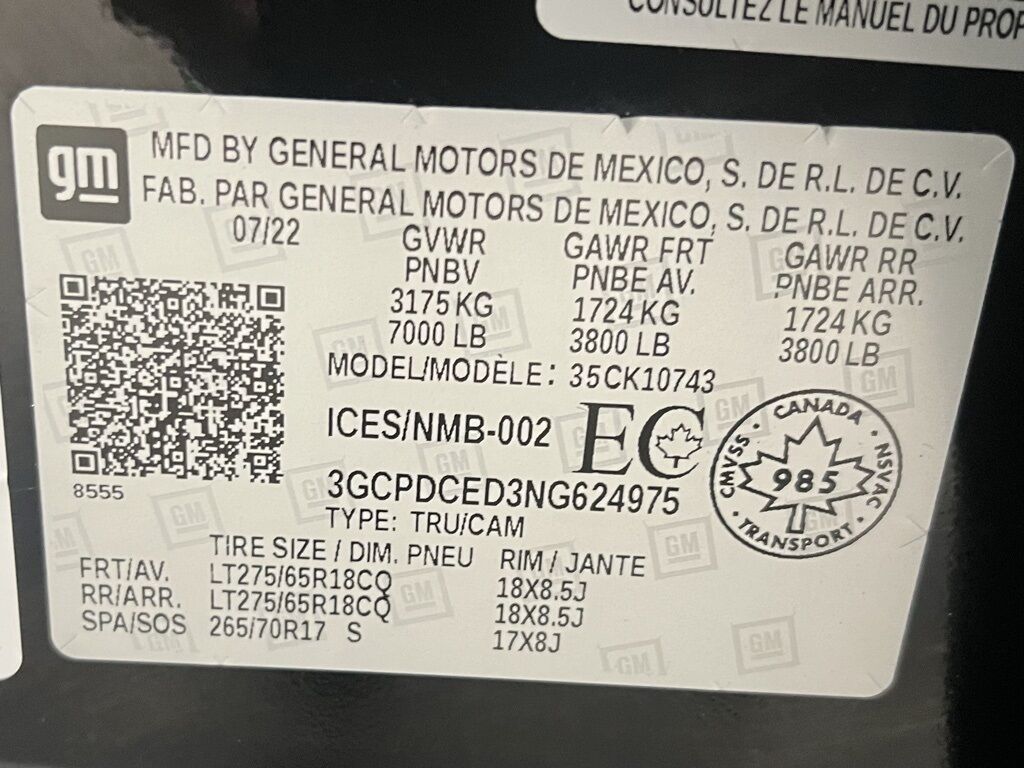 CONSULTEZ LE MANUEL DU PROP
gm
MFD BY GENERAL MOTORS DE MEXICO, S. DE R.L. DE C.V.
FAB. PAR GENERAL MOTORS DE MEXICO, S. DE R.L. DE C.V.
07/22
GVWR GAWR FRT GAWR RR
PNBV PNBE AV. PNBE ARR.
3175 KG 1724 KG 1724 KG
7000 LB 3800 LB 3800 LB
MODEL/MODÈLE: 35CK10743
ICES/NMB-002 EC
3GCPDCED3NG624975
TYPE: TRU/CAM
8555
CANADA
CMVSS · NSVAC
985
TRANSPORT
TIRE SIZE / DIM. PNEU RIM / JANTE
FRT/AV. LT275/65R18CQ 18X8.5J
RR/ARR. LT275/65R18CQ 18X8.5J
SPA/SOS 265/70R17 S 17X8J